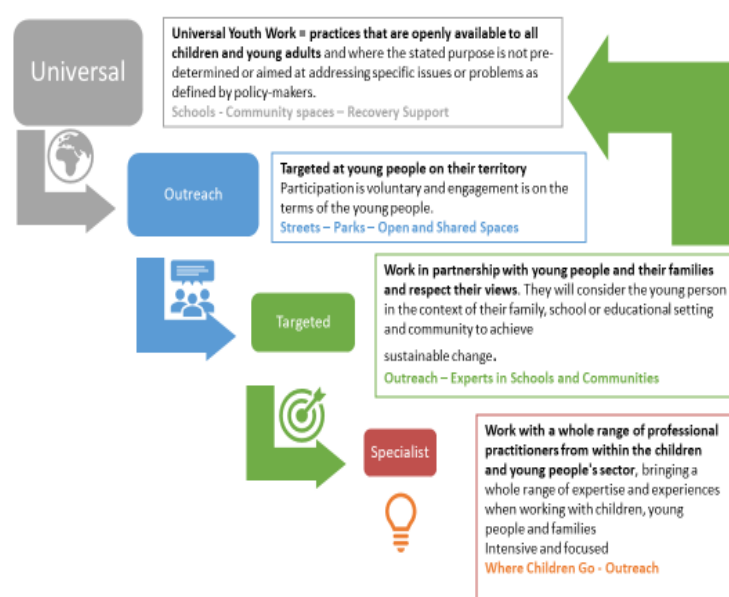 Universal
Universal Youth Work = practices that are openly available to all
children and young adults and where the stated purpose is not pre-
determined or aimed at addressing specific issues or problems as
defined by policy-makers.
Schools - Community spaces – Recovery Support
Outreach
Targeted at young people on their territory
Participation is voluntary and engagement is on the
terms of the young people.
Streets – Parks – Open and Shared Spaces
Targeted
Work in partnership with young people and their families
and respect their views. They will consider the young person
in the context of their family, school or educational setting
and community to achieve
sustainable change.
Outreach – Experts in Schools and Communities
Specialist
Work with a whole range of professional
practitioners from within the children
and young people's sector, bringing a
whole range of expertise and experiences
when working with children, young
people and families
Intensive and focused
Where Children Go - Outreach